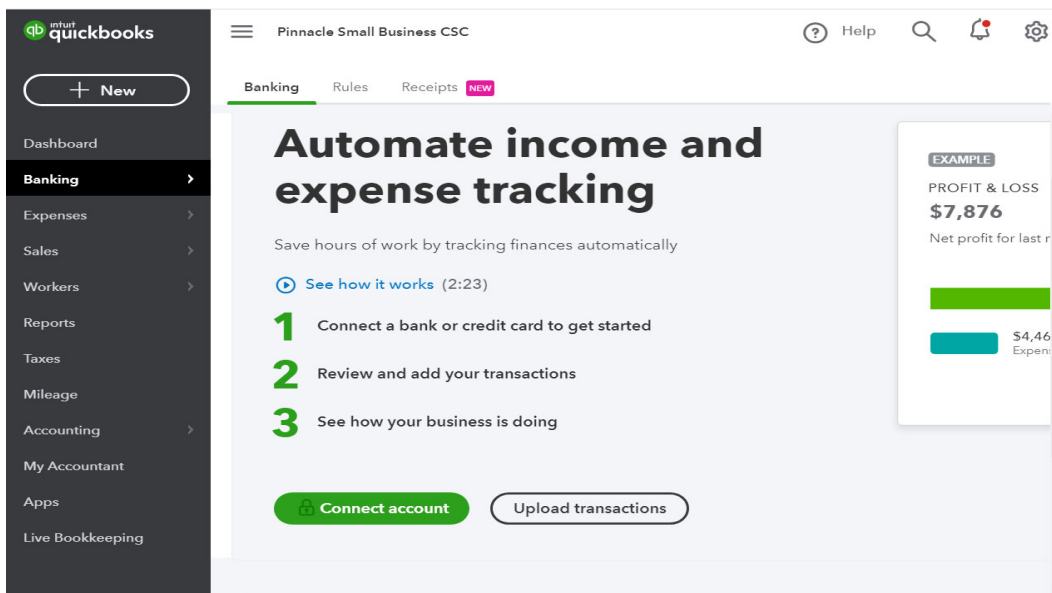 intuit
quickbooks
Pinnacle Small Business CSC
Help
+ New
Banking
Rules
Receipts NEW
Dashboard
Banking
Expenses
Sales
Workers
Reports
Taxes
Mileage
Accounting
My Accountant
Apps
Live Bookkeeping
Automate income and
expense tracking
Save hours of work by tracking finances automatically
See how it works (2:23)
1 Connect a bank or credit card to get started
2 Review and add your transactions
3 See how your business is doing
Connect account
Upload transactions
EXAMPLE
PROFIT & LOSS
$7,876
Net profit for last